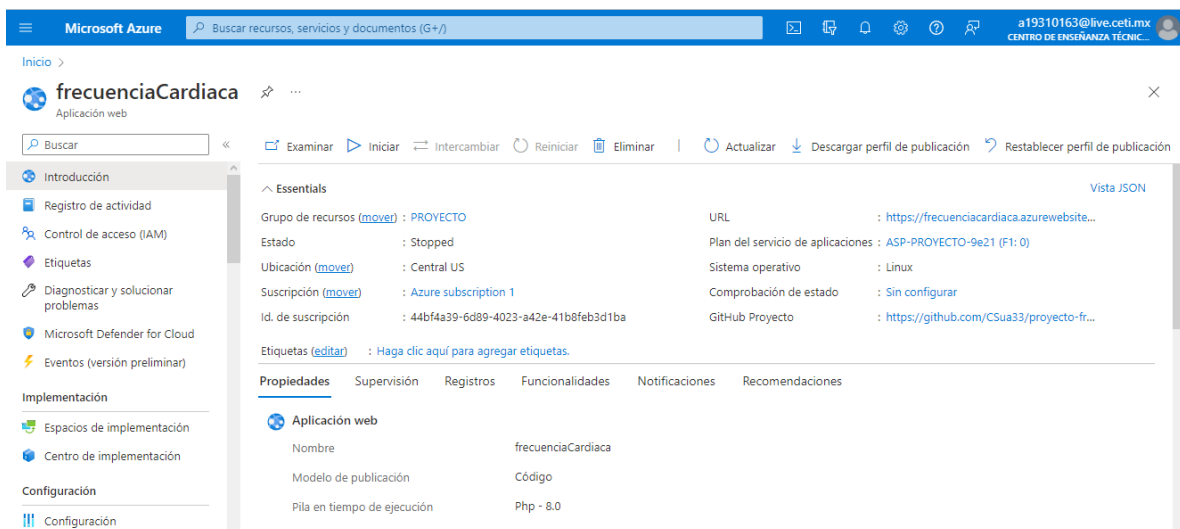 Microsoft Azure
Buscar recursos, servicios y documentos (G+/)
a19310163@live.ceti.mx
CENTRO DE ENSEÑANZA TÉCNIC...
Inicio >
frecuenciaCardiaca
Aplicación web
Buscar
Examinar Iniciar Intercambiar Reiniciar Eliminar Actualizar Descargar perfil de publicación Restablecer perfil de publicación
Introducción
Registro de actividad
Control de acceso (IAM)
Etiquetas
Diagnosticar y solucionar
problemas
Microsoft Defender for Cloud
Eventos (versión preliminar)
Implementación
Espacios de implementación
Centro de implementación
Configuración
Configuración
Essentials
Vista JSON
Grupo de recursos (mover) : PROYECTO
Estado : Stopped
Ubicación (mover) : Central US
Suscripción (mover) : Azure subscription 1
Id. de suscripción : 44bf4a39-6d89-4023-a42e-41b8feb3d1ba
URL : https://frecuenciacardiaca.azurewebsite...
Plan del servicio de aplicaciones : ASP-PROYECTO-9e21 (F1: 0)
Sistema operativo : Linux
Comprobación de estado : Sin configurar
GitHub Proyecto : https://github.com/CSua33/proyecto-fr...
Etiquetas (editar) : Haga clic aquí para agregar etiquetas.
Propiedades Supervisión Registros Funcionalidades Notificaciones Recomendaciones
Aplicación web
Nombre frecuenciaCardiaca
Modelo de publicación Código
Pila en tiempo de ejecución Php - 8.0